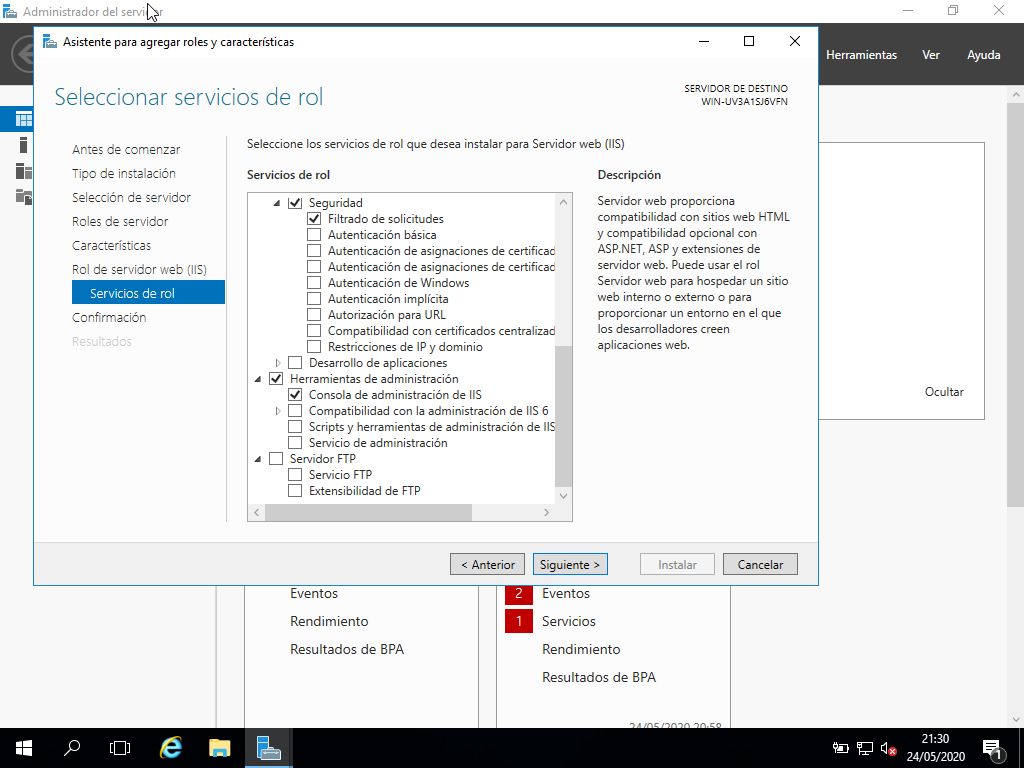 Administrador del servidor
Asistente para agregar roles y características
Herramientas
Ver
Ayuda
Seleccionar servicios de rol
SERVIDOR DE DESTINO
WIN-UV3A1SJ6VFN
Antes de comenzar
Tipo de instalación
Selección de servidor
Roles de servidor
Características
Rol de servidor web (IIS)
Servicios de rol
Confirmación
Resultados
Seleccione los servicios de rol que desea instalar para Servidor web (IIS)
Servicios de rol
Seguridad
Filtrado de solicitudes
Autenticación básica
Autenticación de asignaciones de certificad
Autenticación de asignaciones de certificad
Autenticación de Windows
Autenticación implícita
Autorización para URL
Compatibilidad con certificados centralizad
Restricciones de IP y dominio
Desarrollo de aplicaciones
Herramientas de administración
Consola de administración de IIS
Compatibilidad con la administración de IIS 6
Scripts y herramientas de administración de IIS
Servicio de administración
Servidor FTP
Servicio FTP
Extensibilidad de FTP
Descripción
Servidor web proporciona
compatibilidad con sitios web HTML
y compatibilidad opcional con
ASP.NET, ASP y extensiones de
servidor web. Puede usar el rol
Servidor web para hospedar un sitio
web interno o externo o para
proporcionar un entorno en el que
los desarrolladores creen
aplicaciones web.
Ocultar
< Anterior
Siguiente >
Instalar
Cancelar
Eventos
Rendimiento
Resultados de BPA
2 Eventos
1 Servicios
Rendimiento
Resultados de BPA
24/05/2020 20:58
21:30
24/05/2020
1